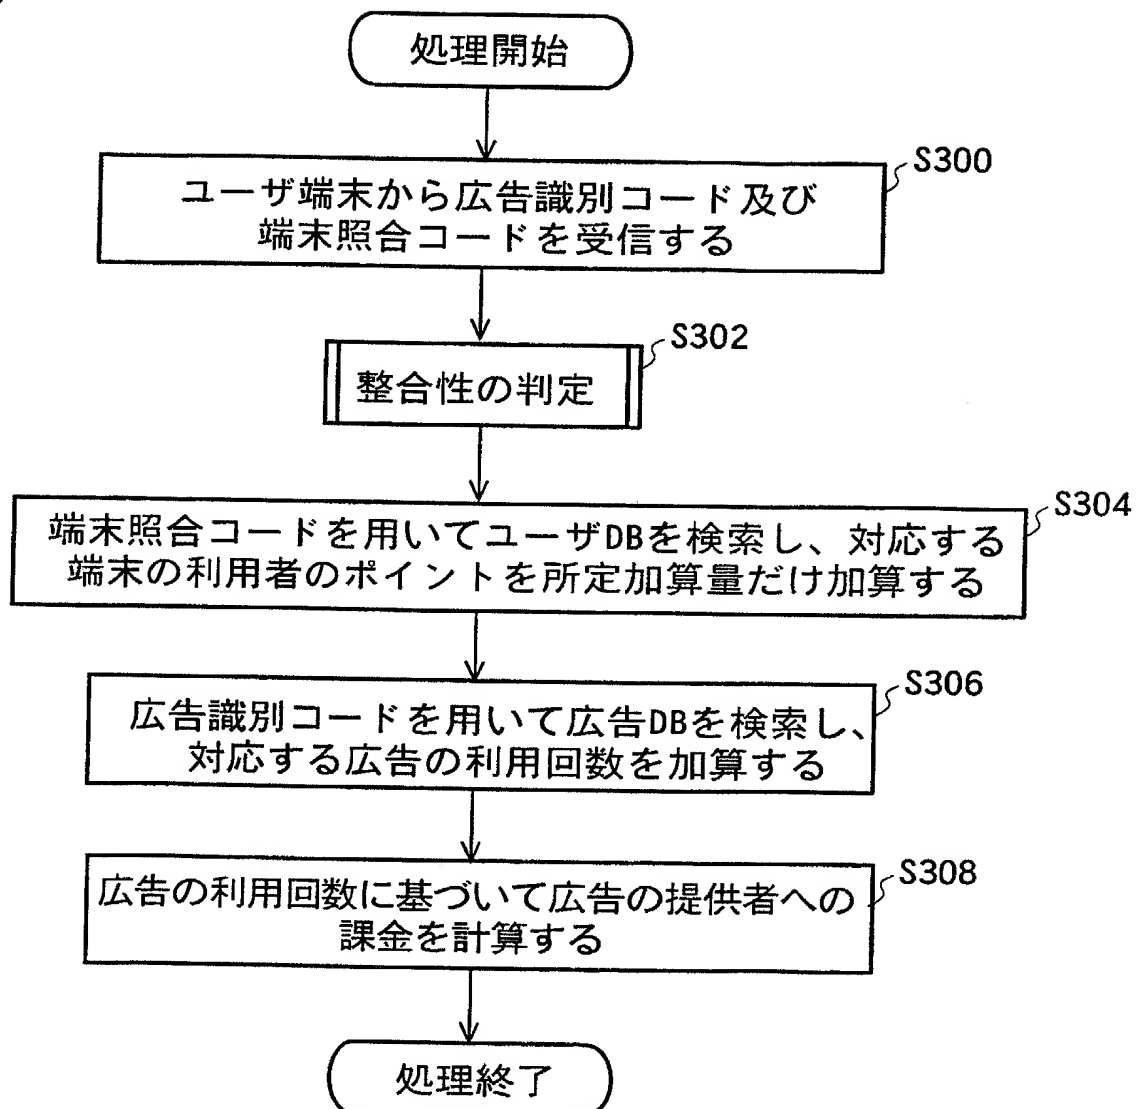 処理開始
S300
ユーザ端末から広告識別コード及び
端末照合コードを受信する
S302
整合性の判定
S304
端末照合コードを用いてユーザDBを検索し、対応する
端末の利用者のポイントを所定加算量だけ加算する
S306
広告識別コードを用いて広告DBを検索し、
対応する広告の利用回数を加算する
S308
広告の利用回数に基づいて広告の提供者への
課金を計算する
処理終了